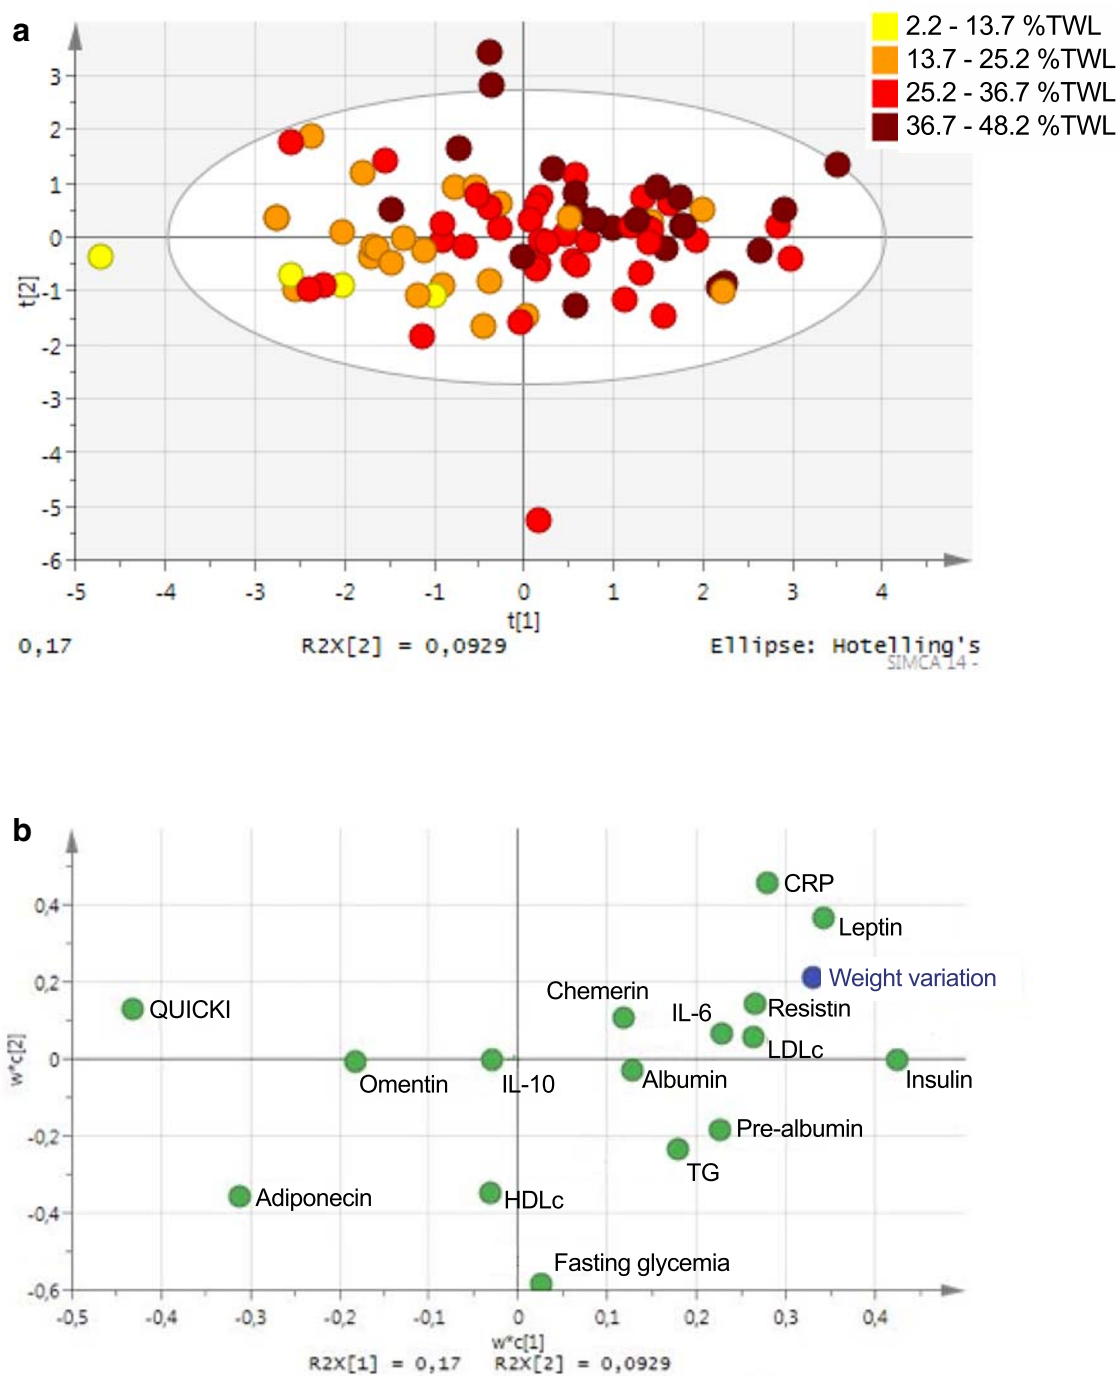 a
2.2 - 13.7 %TWL
13.7 - 25.2 %TWL
25.2 - 36.7 %TWL
36.7 - 48.2 %TWL
3
2
1
0
-1
-2
-3
-4
-5
-6
t[2]
-5 -4 -3 -2 -1 0 1 2 3 4
t[1]
0,17 R2X[2] = 0,0929 Ellipse: Hotelling's
SIMCA 14 -
b
CRP
0,4
Leptin
0,2
Weight variation
Chemerin
QUICKI
IL-6
Resistin
LDLc
w*c[2]
0
Omentin
IL-10
Albumin
Insulin
-0,2
Pre-albumin
TG
Adiponecin
HDLc
-0,4
Fasting glycemia
-0,6
-0,5 -0,4 -0,3 -0,2 -0,1 0 0,1 0,2 0,3 0,4
w*c[1]
R2X[1] = 0,17 R2X[2] = 0,0929